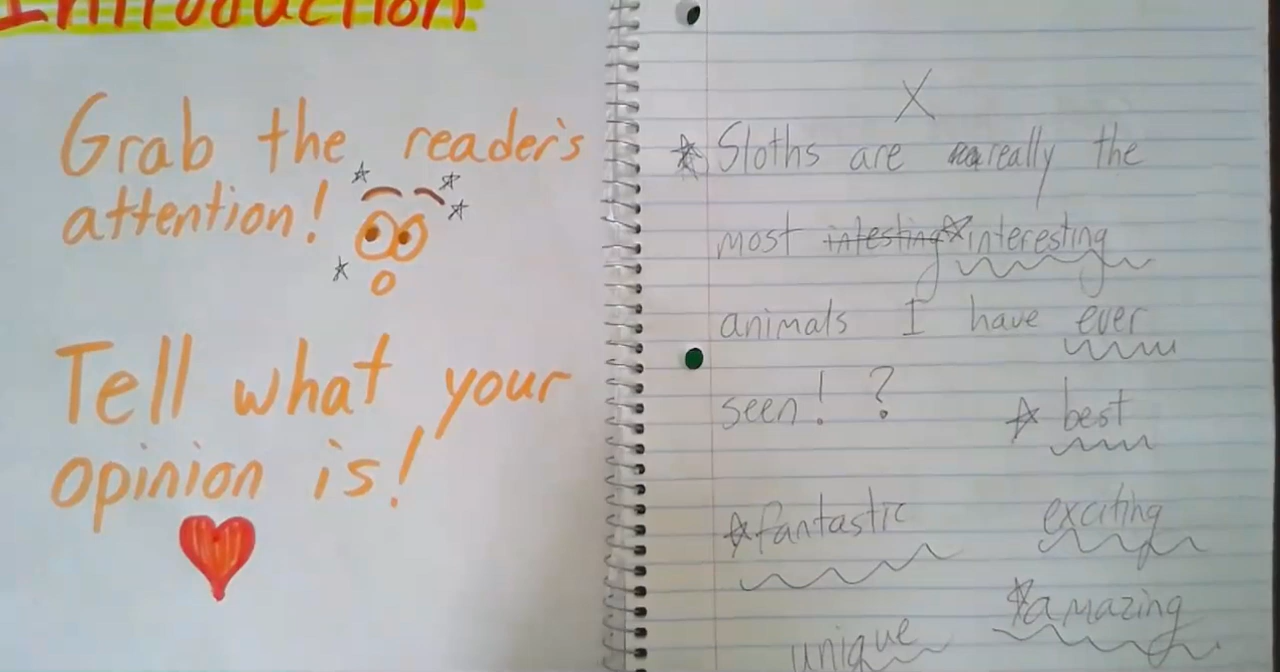 Introduction
Grab the reader's
attention!
Tell what your
opinion is!
X
Sloths are really the
most intesting interesting
animals I have ever
seen! ?
best
fantastic exciting
amazing
unique